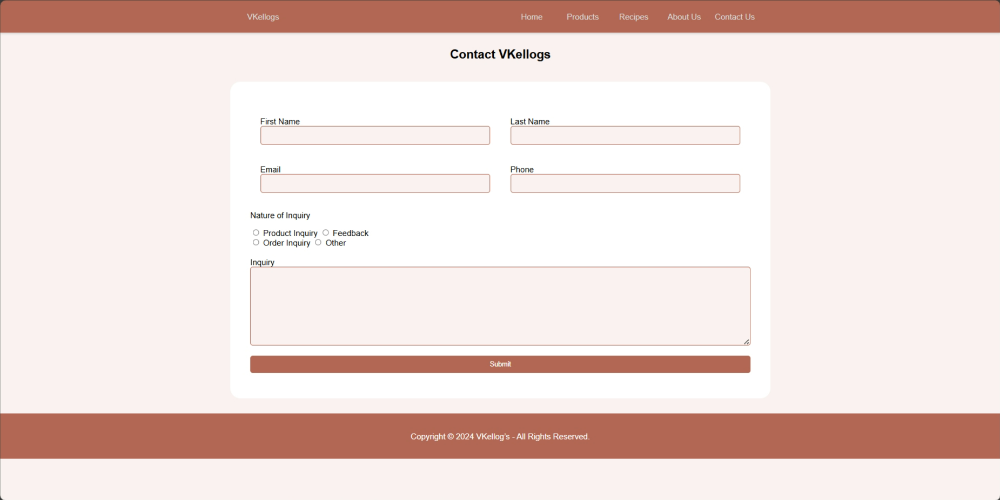 VKellogs Home Products Recipes About Us Contact Us
Contact VKellogs
First Name Last Name
Email Phone
Nature of Inquiry
Product Inquiry Feedback
Order Inquiry Other
Inquiry
Submit
Copyright © 2024 VKellog's - All Rights Reserved.